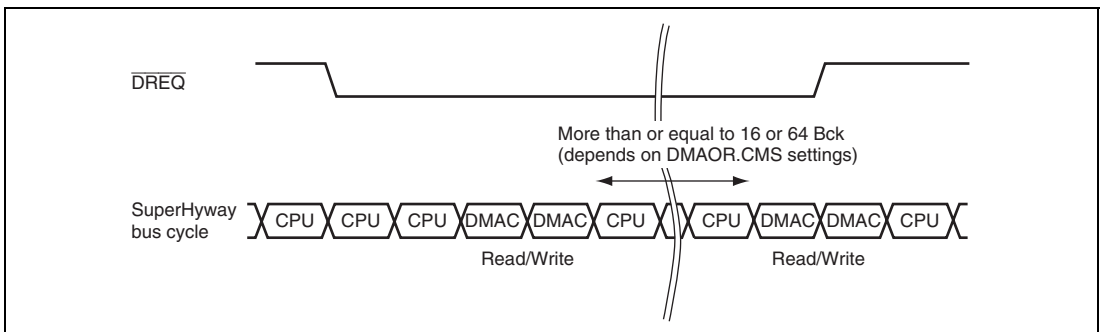 DREQ
More than or equal to 16 or 64 Bck
(depends on DMAOR.CMS settings)
SuperHyway
bus cycle
CPU CPU CPU DMAC DMAC CPU CPU DMAC DMAC CPU
Read/Write Read/Write